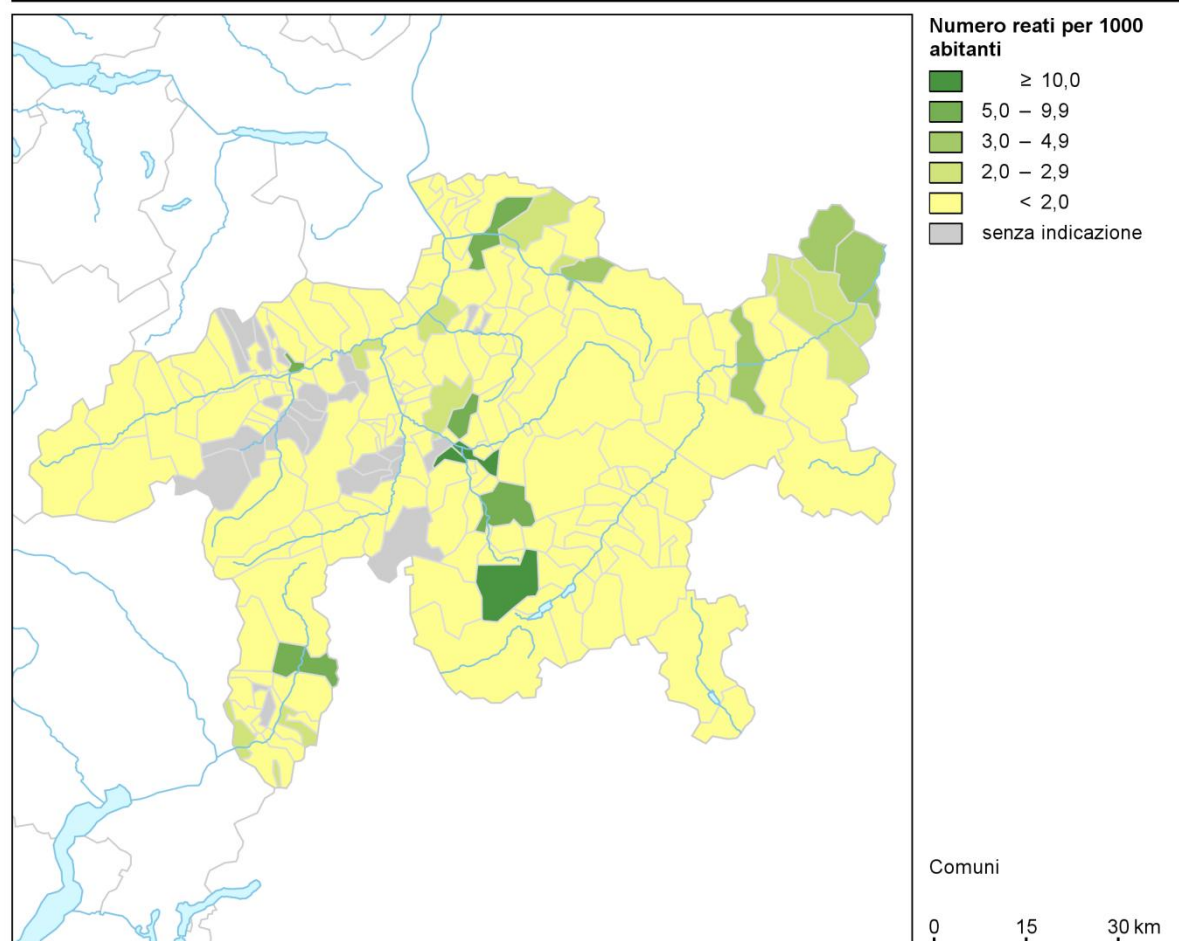 Numero reati per 1000
abitanti
≥ 10,0
5,0 – 9,9
3,0 – 4,9
2,0 – 2,9
< 2,0
senza indicazione
Comuni
0 15 30 km